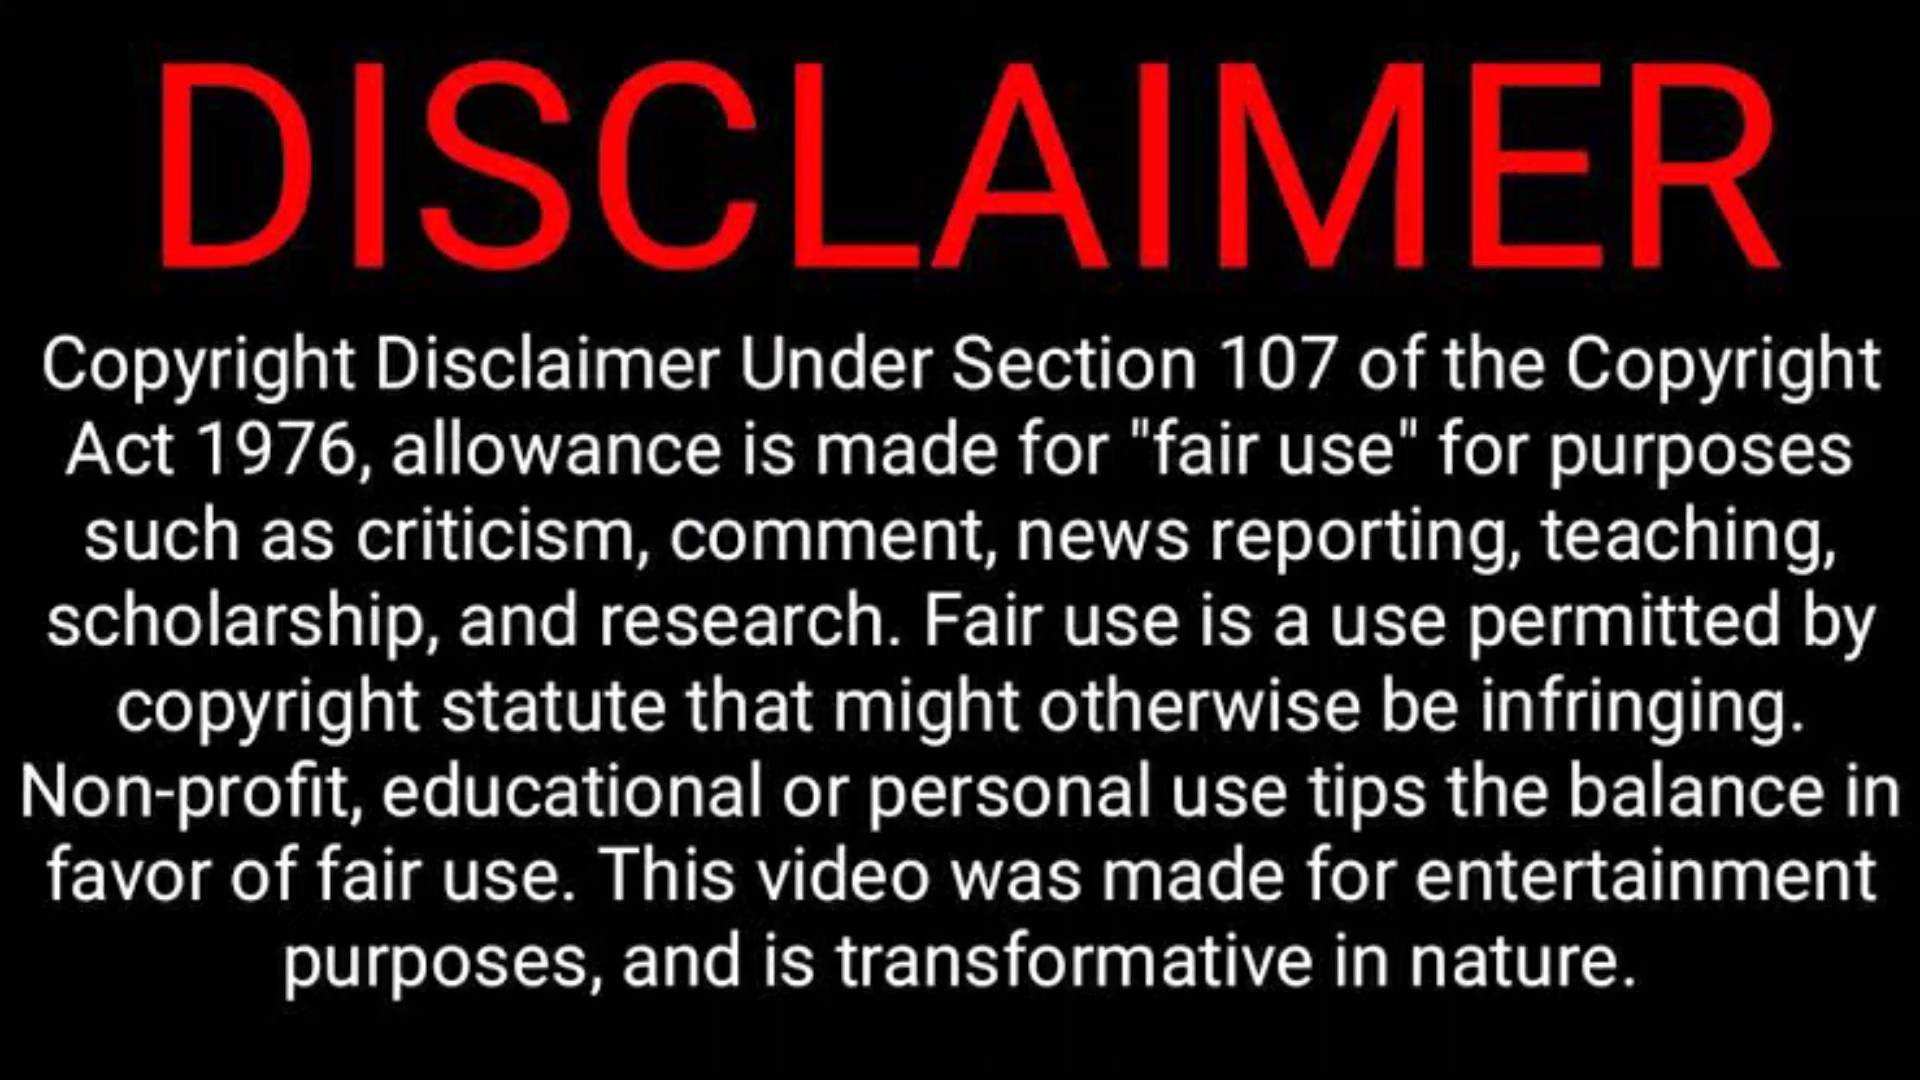 DISCLAIMER
Copyright Disclaimer Under Section 107 of the Copyright
Act 1976, allowance is made for "fair use" for purposes
such as criticism, comment, news reporting, teaching,
scholarship, and research. Fair use is a use permitted by
copyright statute that might otherwise be infringing.
Non-profit, educational or personal use tips the balance in
favor of fair use. This video was made for entertainment
purposes, and is transformative in nature.